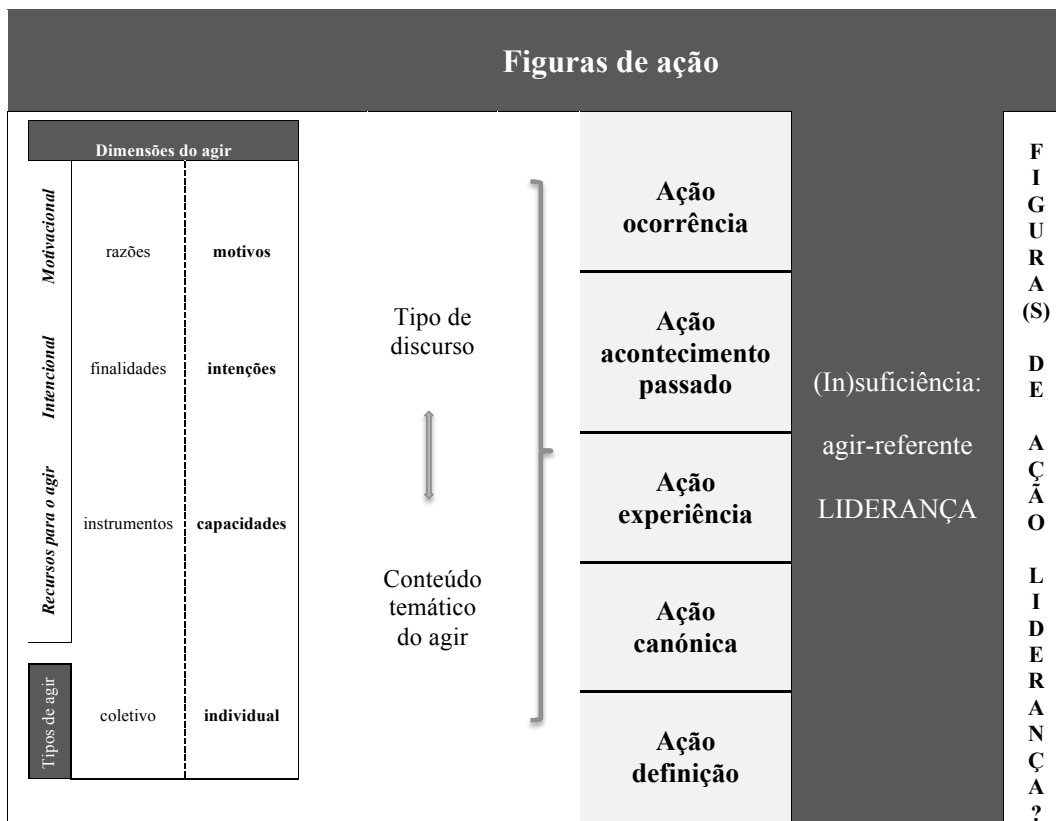 Figuras de ação
Dimensões do agir
Motivacional
razões
motivos
Intencional
finalidades
intenções
Recursos para o agir
instrumentos
capacidades
Tipos de agir
coletivo
individual
Tipo de
discurso
Conteúdo
temático
do agir
Ação
ocorrência
Ação
acontecimento
passado
Ação
experiência
Ação
canónica
Ação
definição
(In)suficiência:
agir-referente
LIDERANÇA
FIGURA(S) DE AÇÃO LIDERANÇA?